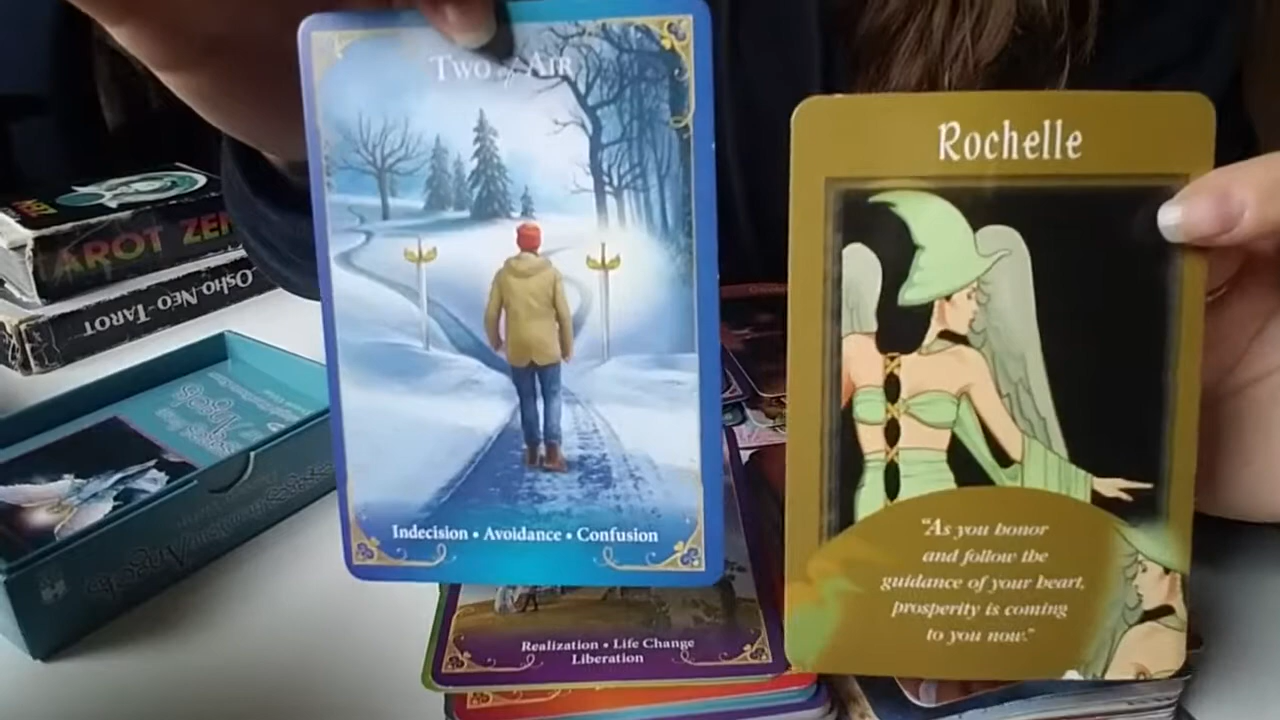 Two of Air
Indecision • Avoidance • Confusion
Rochelle
"As you honor
and follow the
guidance of your heart,
prosperity is coming
to you now."
Realization • Life Change
Liberation
TAROT ZEN
Osho Neo-Tarot
Angels